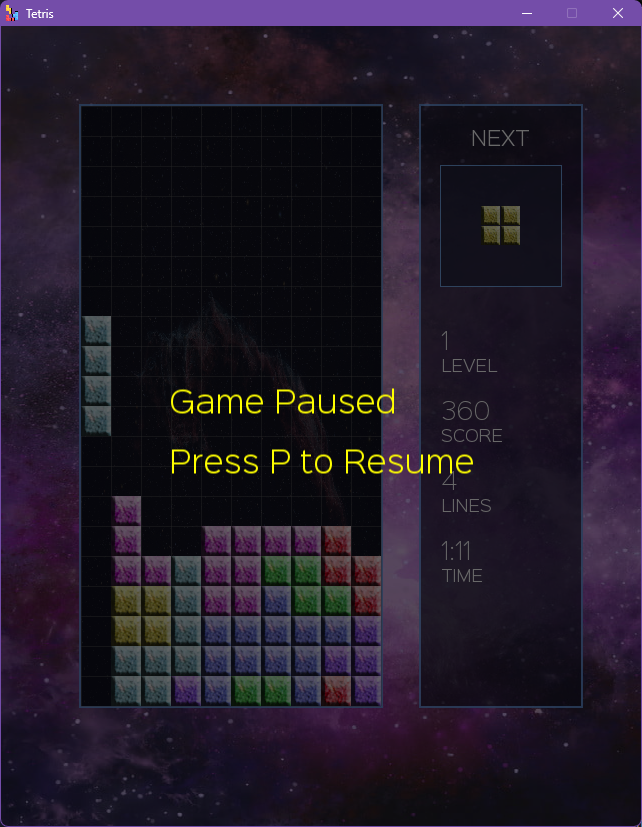 Tetris
NEXT
1
LEVEL
Game Paused
360
SCORE
Press P to Resume
4
LINES
1:11
TIME